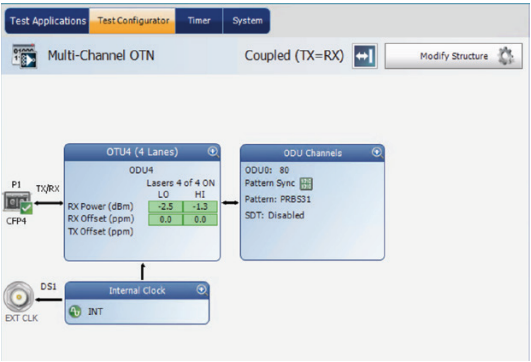 Test Applications Test Configurator Timer System
Multi-Channel OTN Coupled (TX=RX) Modify Structure
OTU4 (4 Lanes)
ODU4
Lasers 4 of 4 ON
LO HI
RX Power (dBm) -2.5 -1.3
RX Offset (ppm) 0.0 0.0
TX Offset (ppm)
ODU Channels
ODU0: 80
Pattern Sync
Pattern: PRBS31
SDT: Disabled
P1
TX/RX
CFP4
DS1
EXT CLK
Internal Clock
INT